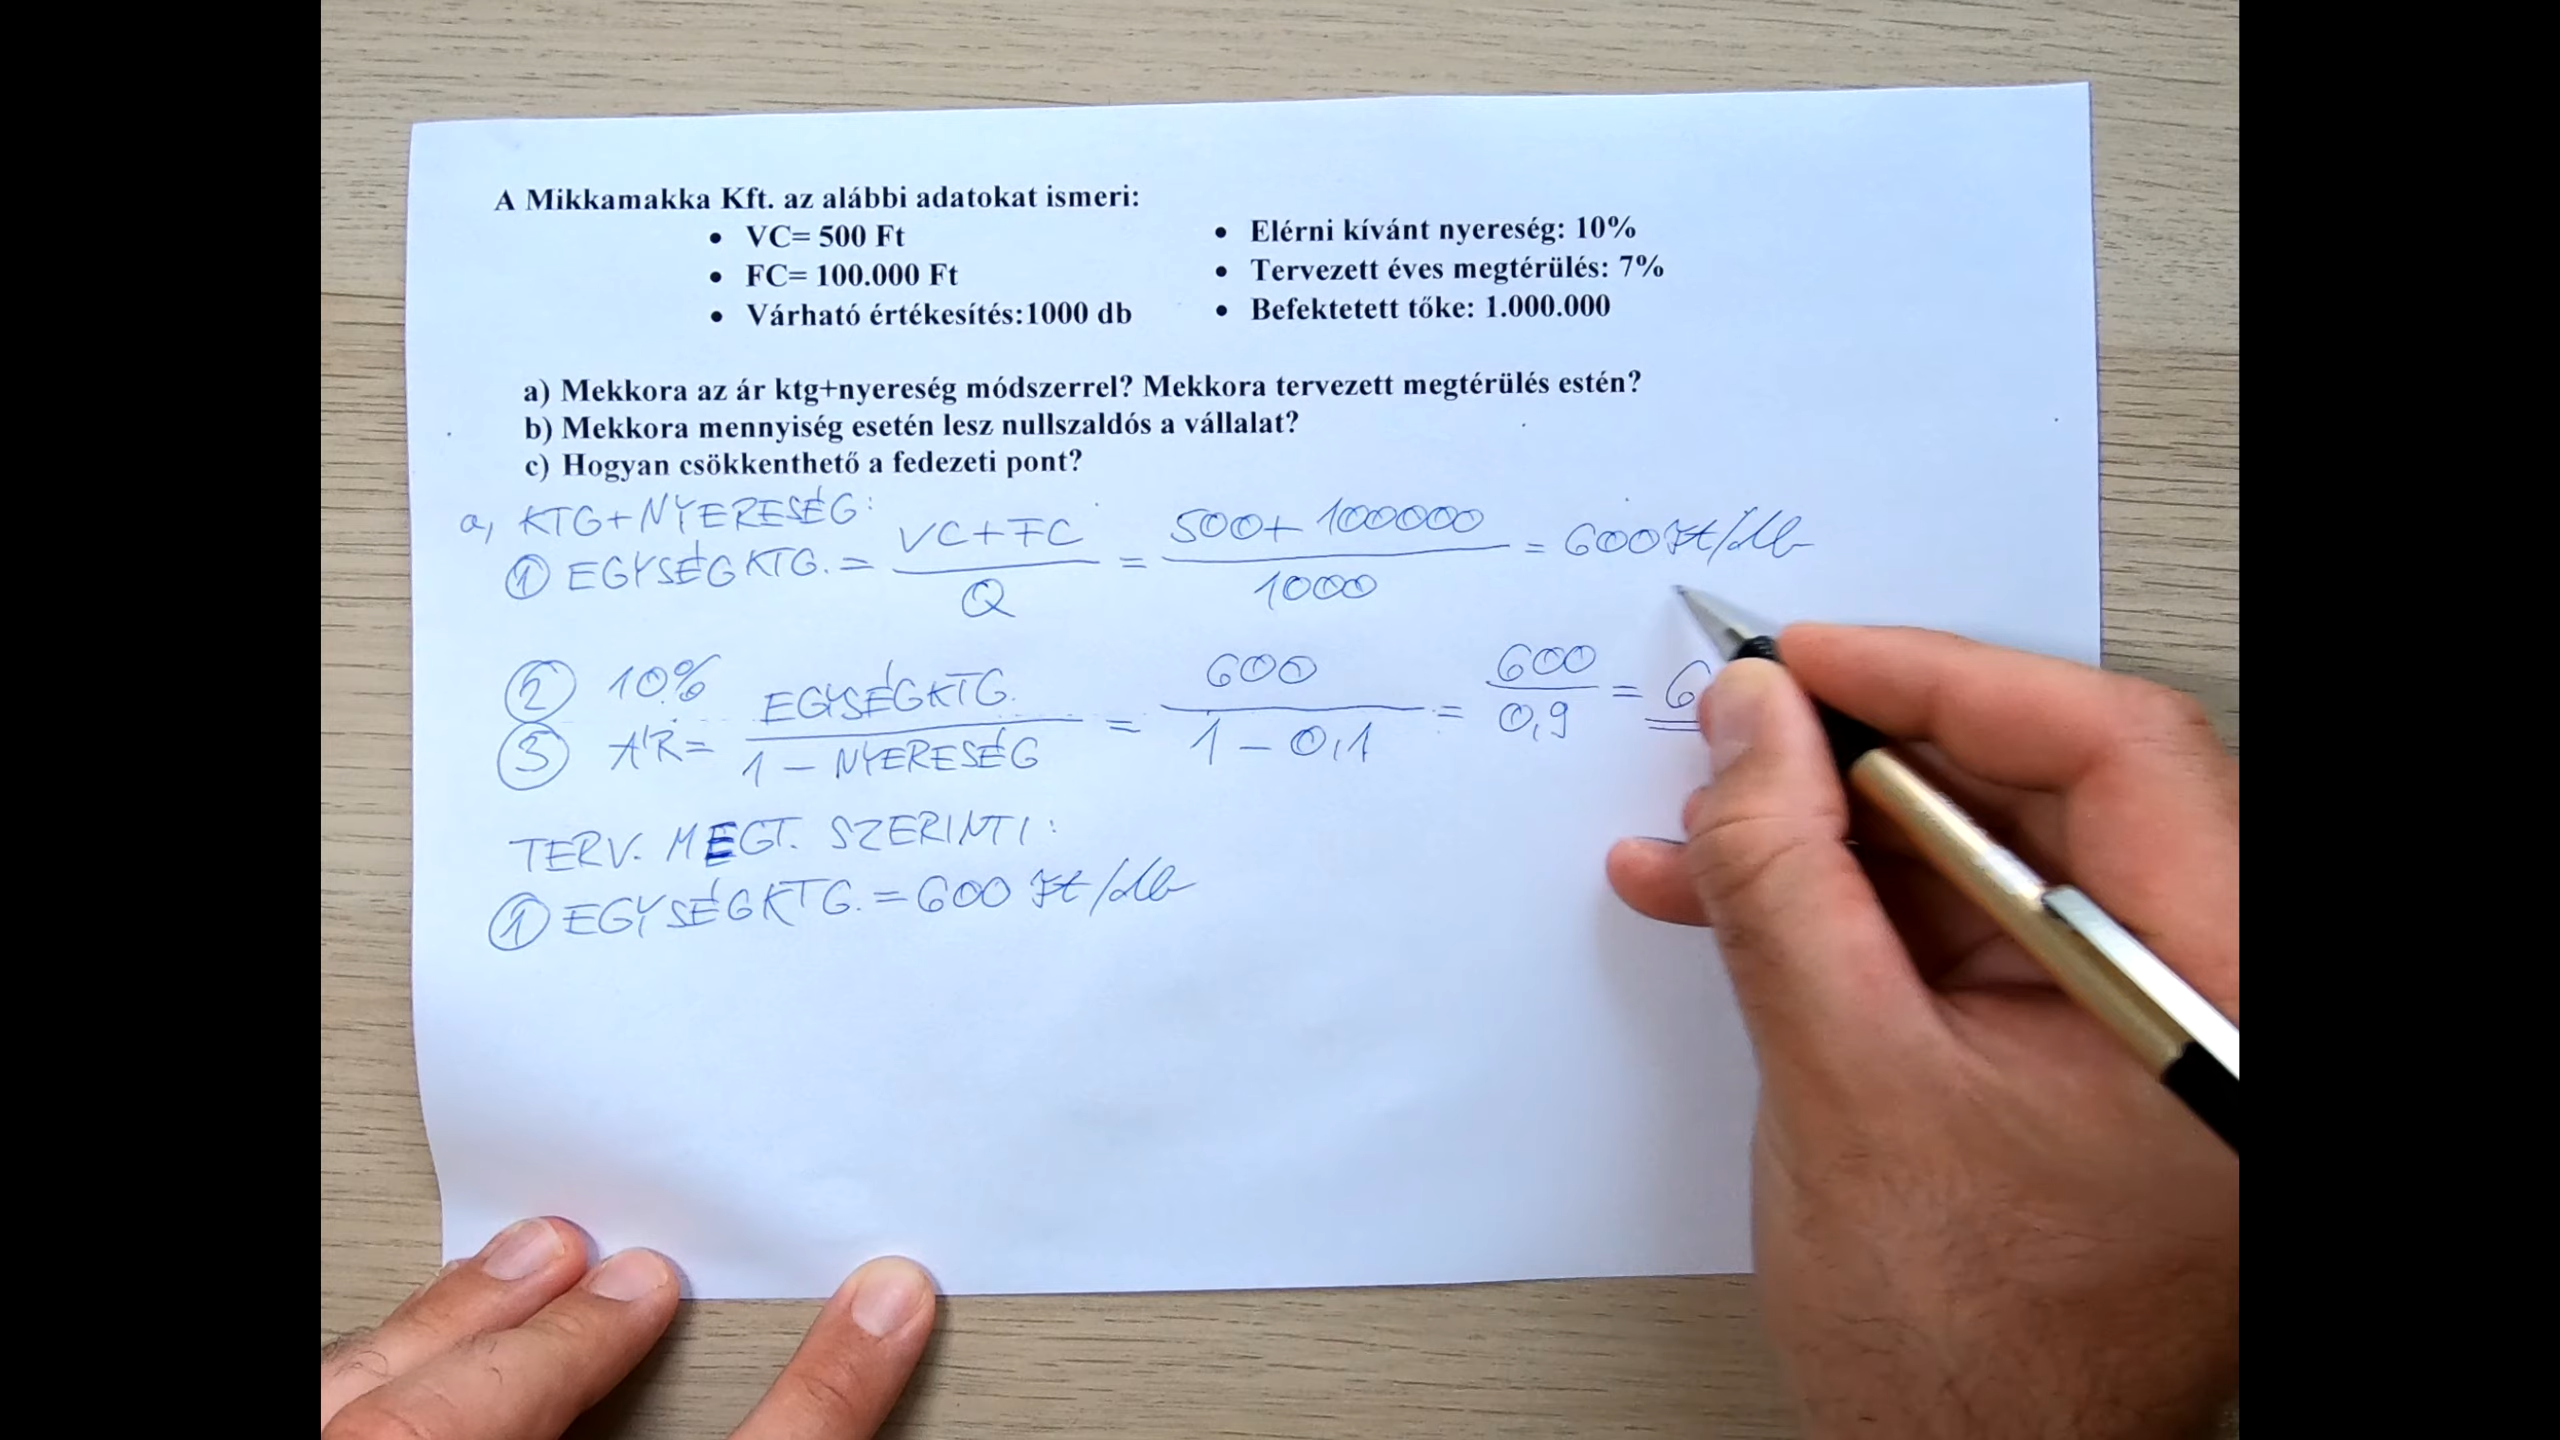 A Mikkamakka Kft. az alábbi adatokat ismeri:
• VC= 500 Ft
• FC= 100.000 Ft
• Várható értékesítés:1000 db
• Elérni kívánt nyereség: 10%
• Tervezett éves megtérülés: 7%
• Befektetett tőke: 1.000.000
a) Mekkora az ár ktg+nyereség módszerrel? Mekkora tervezett megtérülés estén?
b) Mekkora mennyiség esetén lesz nullszaldós a vállalat?
c) Hogyan csökkenthető a fedezeti pont?
a, KTG+NYERESÉG:
① EGYSÉGKTG. = VC+FC / Q = 500+100000 / 1000 = 600 Ft/db
② 10%
③ ÁR = EGYSÉGKTG. / 1 - NYERESÉG = 600 / 1 - 0,1 = 600 / 0,9 = 6
TERV. MEGT. SZERINTI:
① EGYSÉGKTG. = 600 Ft/db